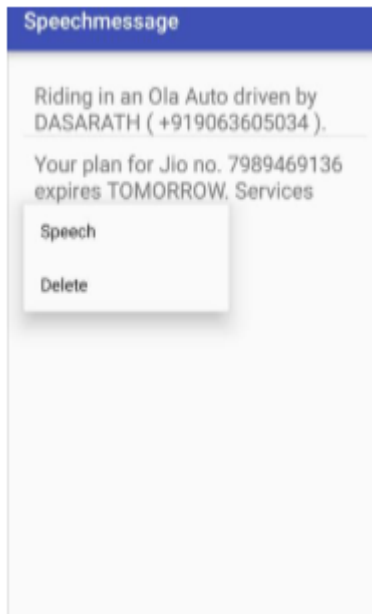 Speechmessage
Riding in an Ola Auto driven by
DASARATH ( +919063605034 ).
Your plan for Jio no. 7989469136
expires TOMORROW. Services
Speech
Delete